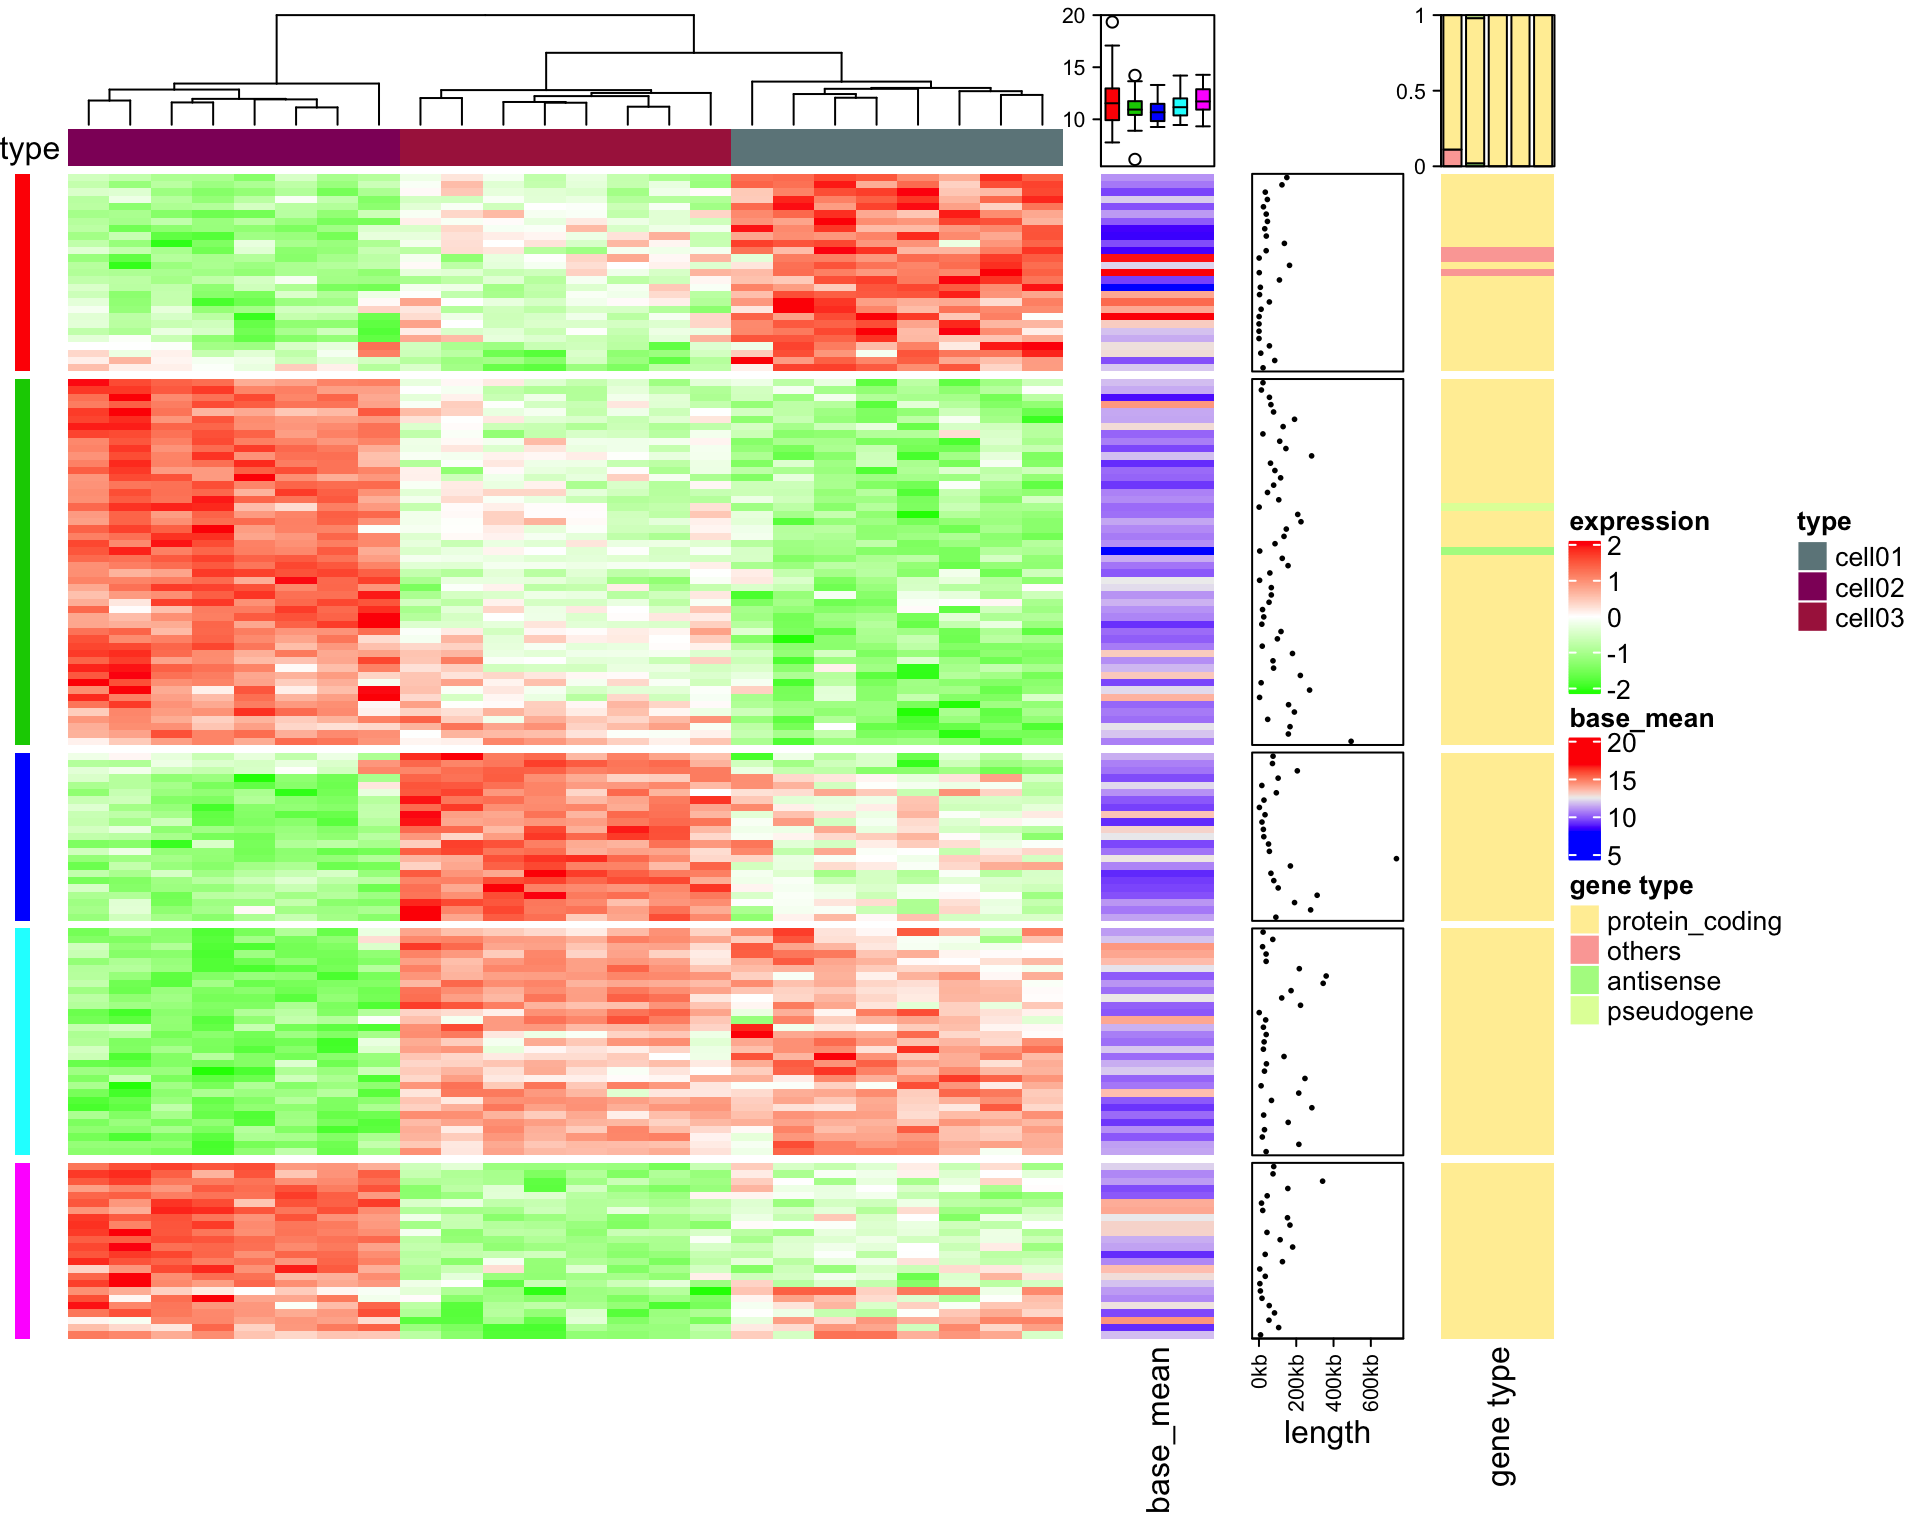 20
15
10
1
0.5
0
type
expression
2
1
0
-1
-2
base_mean
20
15
10
5
gene type
protein_coding
others
antisense
pseudogene
type
cell01
cell02
cell03
base_mean
0kb
200kb
400kb
600kb
length
gene type